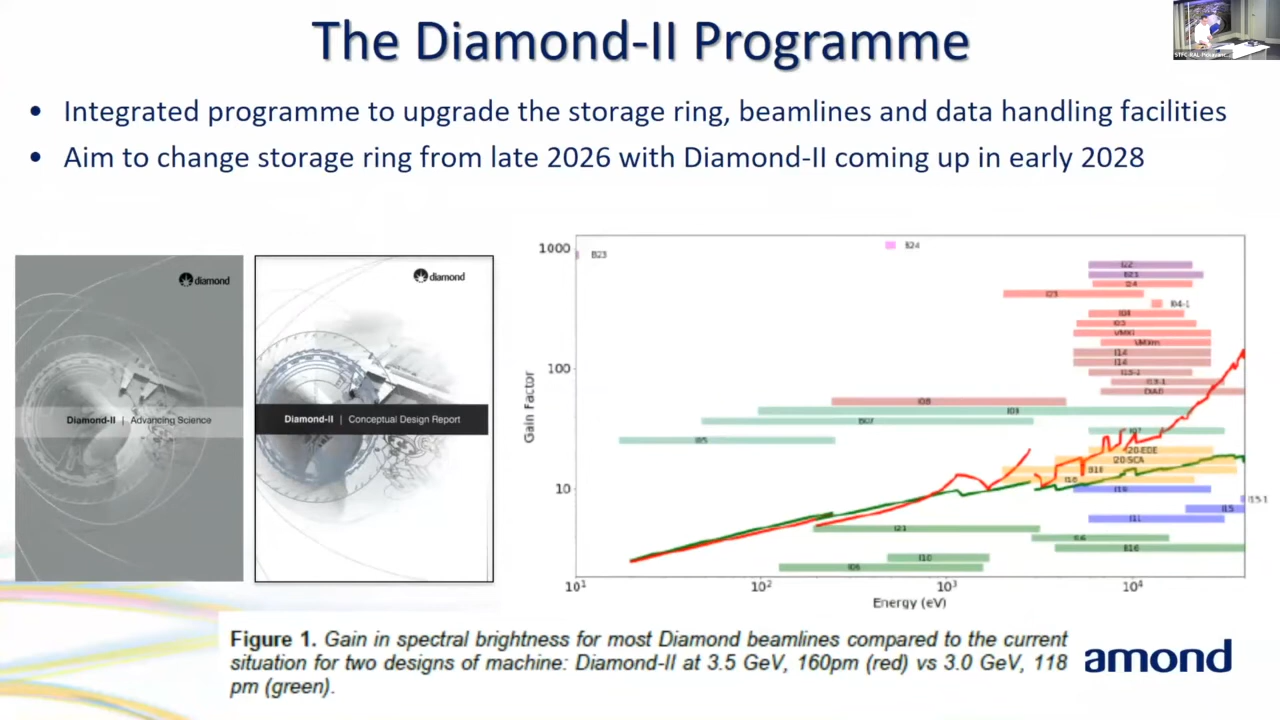 The Diamond-II Programme
• Integrated programme to upgrade the storage ring, beamlines and data handling facilities
• Aim to change storage ring from late 2026 with Diamond-II coming up in early 2028
diamond
Diamond-II | Advancing Science
diamond
Diamond-II | Conceptual Design Report
Gain Factor
1000
100
10
B23
B24
I22
B21
I24
I23
I04-1
I04
I03
VMXi
VMXm
I14
I14
I13-2
I13-1
DIAD
I08
I09
B07
I07
I05
I20-EDE
I20-SCA
B18
I18
I19
I15-1
I15
I11
I21
I16
B16
I10
I06
10¹
10²
10³
10⁴
Energy (eV)
Figure 1. Gain in spectral brightness for most Diamond beamlines compared to the current
situation for two designs of machine: Diamond-II at 3.5 GeV, 160pm (red) vs 3.0 GeV, 118
pm (green).
amond